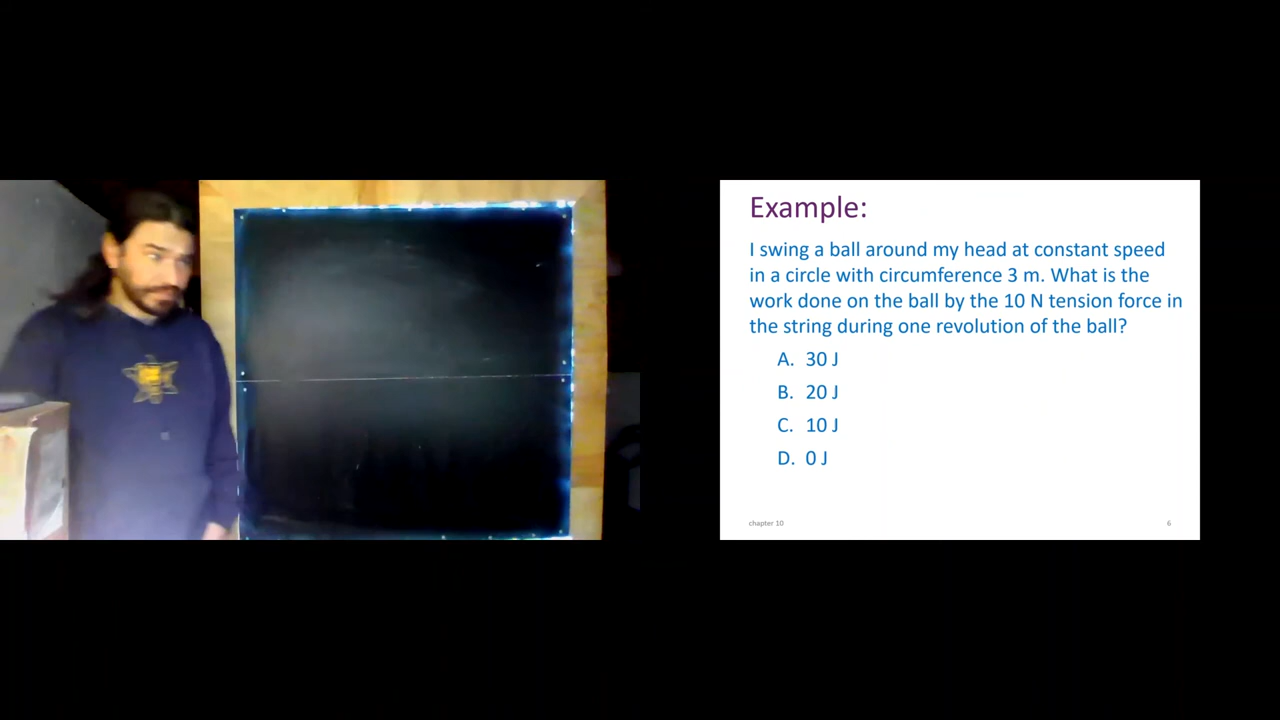 Example:
I swing a ball around my head at constant speed
in a circle with circumference 3 m. What is the
work done on the ball by the 10 N tension force in
the string during one revolution of the ball?
A. 30 J
B. 20 J
C. 10 J
D. 0 J
chapter 10
6